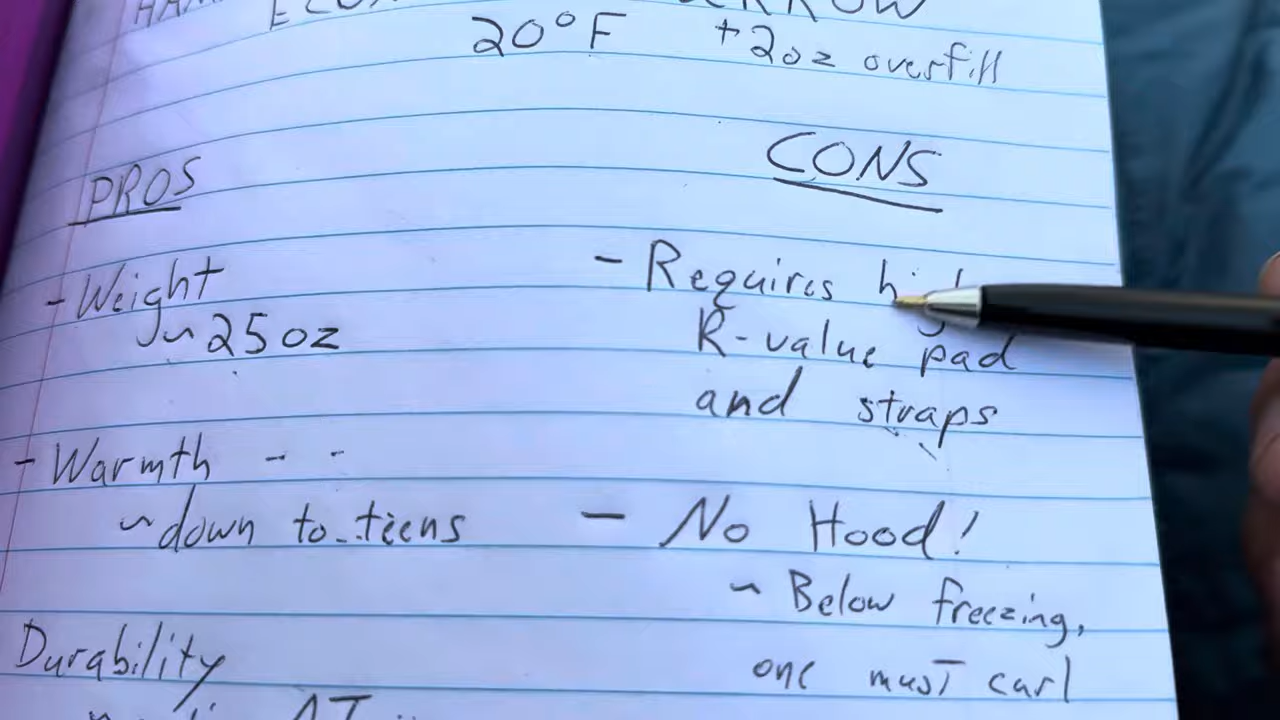 20°F +2oz overfill
PROS
CONS
- Weight
~25oz
- Warmth - -
~down to teens
Durability
- Requires high
R-value pad
and straps
- No Hood!
~ Below freezing,
one must curl